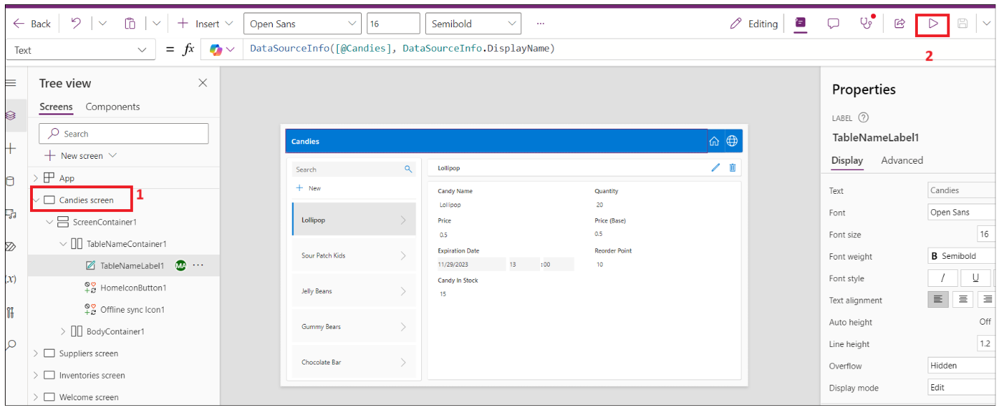 Back
Insert
Open Sans
16
Semibold
...
Editing
Text
= fx
DataSourceInfo([@Candies], DataSourceInfo.DisplayName)
2
Tree view
Screens Components
Search
New screen
App
Candies screen
1
ScreenContainer1
TableNameContainer1
TableNameLabel1 MA ...
HomeIconButton1
Offline sync Icon1
BodyContainer1
Suppliers screen
Inventories screen
Welcome screen
Candies
Search
New
Lollipop
Sour Patch Kids
Jelly Beans
Gummy Bears
Chocolate Bar
Lollipop
Candy Name Quantity
Lollipop 20
Price Price (Base)
0.5 0.5
Expiration Date Reorder Point
11/29/2023 13 :00 10
Candy In Stock
15
Properties
LABEL ?
TableNameLabel1
Display Advanced
Text Candies
Font Open Sans
Font size 16
Font weight B Semibold
Font style / U
Text alignment
Auto height Off
Line height 1.2
Overflow Hidden
Display mode Edit
(x)